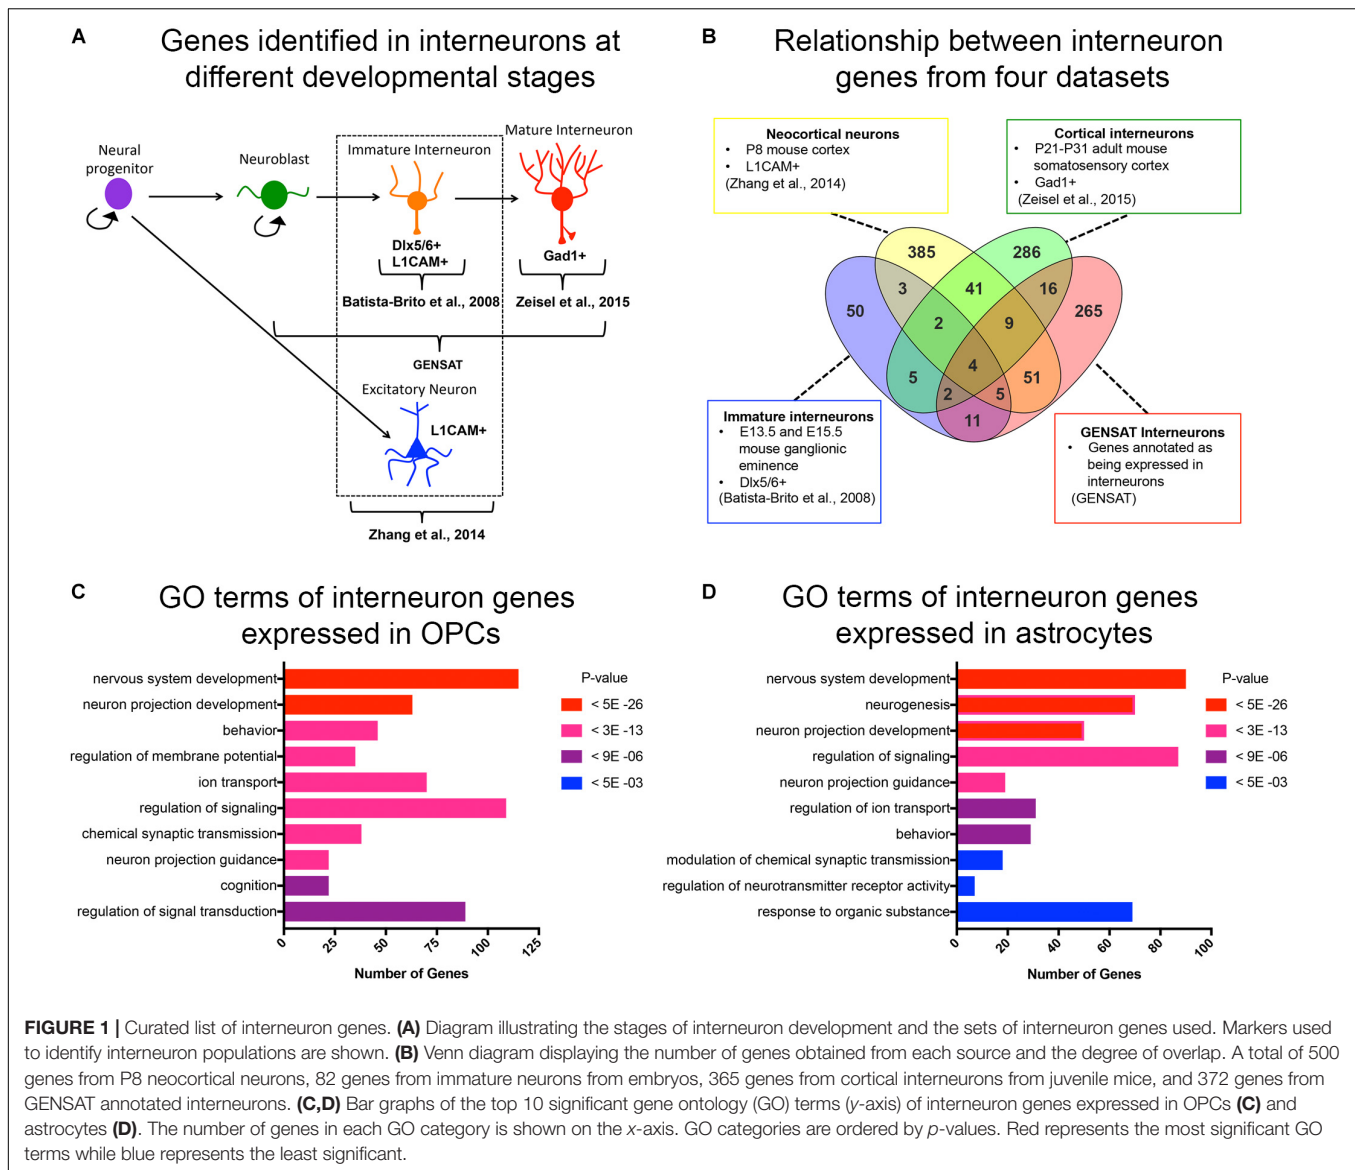 A
Genes identified in interneurons at
different developmental stages
Neural
progenitor
Neuroblast
Immature Interneuron
Mature Interneuron
Dlx5/6+
L1CAM+
Gad1+
Batista-Brito et al., 2008
Zeisel et al., 2015
GENSAT
Excitatory Neuron
L1CAM+
Zhang et al., 2014
B
Relationship between interneuron
genes from four datasets
Neocortical neurons
• P8 mouse cortex
• L1CAM+
(Zhang et al., 2014)
Cortical interneurons
• P21-P31 adult mouse
somatosensory cortex
• Gad1+
(Zeisel et al., 2015)
385
286
3
41
16
50
2
9
265
5
4
51
2
5
11
Immature interneurons
• E13.5 and E15.5
mouse ganglionic
eminence
• Dlx5/6+
(Batista-Brito et al., 2008)
GENSAT Interneurons
• Genes annotated as
being expressed in
interneurons
(GENSAT)
C
GO terms of interneuron genes
expressed in OPCs
nervous system development
neuron projection development
behavior
regulation of membrane potential
ion transport
regulation of signaling
chemical synaptic transmission
neuron projection guidance
cognition
regulation of signal transduction
0 25 50 75 100 125
Number of Genes
P-value
< 5E -26
< 3E -13
< 9E -06
< 5E -03
D
GO terms of interneuron genes
expressed in astrocytes
nervous system development
neurogenesis
neuron projection development
regulation of signaling
neuron projection guidance
regulation of ion transport
behavior
modulation of chemical synaptic transmission
regulation of neurotransmitter receptor activity
response to organic substance
0 20 40 60 80 100
Number of Genes
P-value
< 5E -26
< 3E -13
< 9E -06
< 5E -03
FIGURE 1 | Curated list of interneuron genes. (A) Diagram illustrating the stages of interneuron development and the sets of interneuron genes used. Markers used
to identify interneuron populations are shown. (B) Venn diagram displaying the number of genes obtained from each source and the degree of overlap. A total of 500
genes from P8 neocortical neurons, 82 genes from immature neurons from embryos, 365 genes from cortical interneurons from juvenile mice, and 372 genes from
GENSAT annotated interneurons. (C,D) Bar graphs of the top 10 significant gene ontology (GO) terms (y-axis) of interneuron genes expressed in OPCs (C) and
astrocytes (D). The number of genes in each GO category is shown on the x-axis. GO categories are ordered by p-values. Red represents the most significant GO
terms while blue represents the least significant.